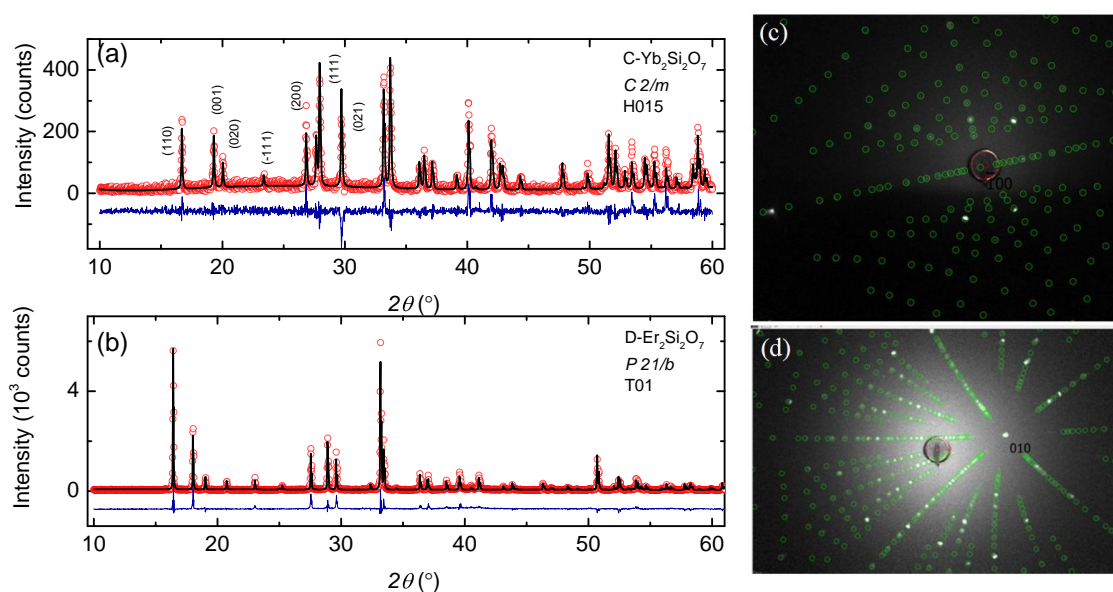 (a)
C-Yb₂Si₂O₇
C 2/m
H015
(110)
(001)
(020)
(-111)
(200)
(111)
(021)
Intensity (counts)
400
200
0
10 20 30 40 50 60
2θ (°)
(b)
D-Er₂Si₂O₇
P 21/b
T01
Intensity (10³ counts)
6
4
2
0
10 20 30 40 50 60
2θ (°)
(c)
-100
(d)
010